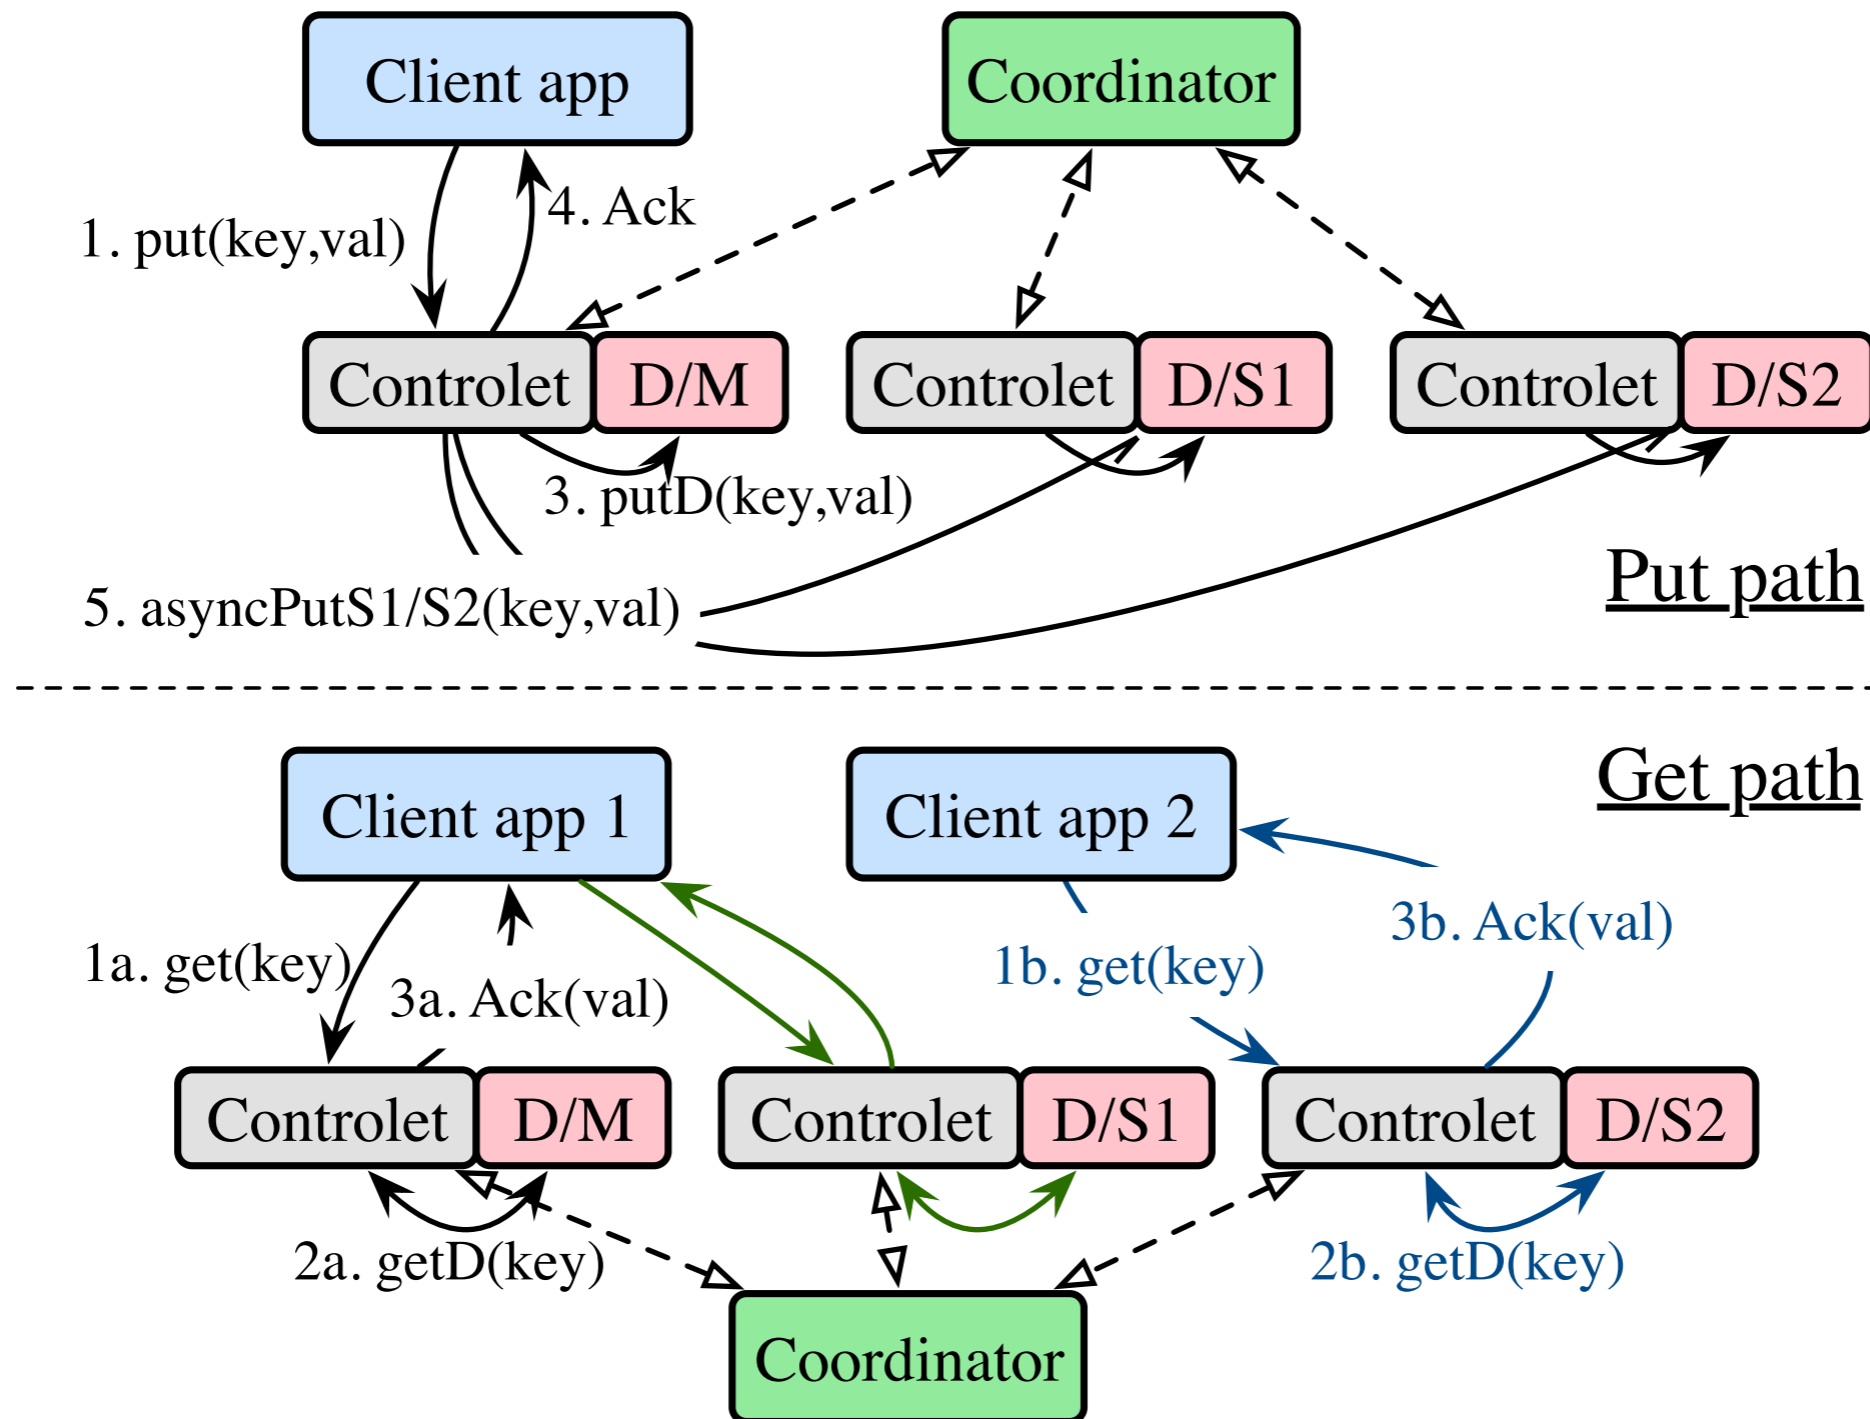 Client app
Coordinator
1. put(key,val)
4. Ack
Controlet
D/M
Controlet
D/S1
Controlet
D/S2
3. putD(key,val)
5. asyncPutS1/S2(key,val)
Put path
Get path
Client app 1
Client app 2
1a. get(key)
3a. Ack(val)
1b. get(key)
3b. Ack(val)
Controlet
D/M
Controlet
D/S1
Controlet
D/S2
2a. getD(key)
2b. getD(key)
Coordinator